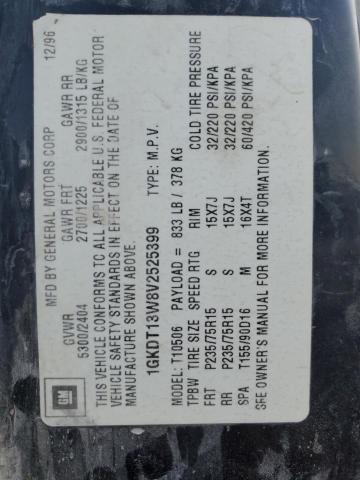 GM
MFD BY GENERAL MOTORS CORP 12/96
GVWR GAWR FRT GAWR RR
5300/2404 2700/1225 2900/1315 LB/KG
THIS VEHICLE CONFORMS TO ALL APPLICABLE U.S. FEDERAL MOTOR
VEHICLE SAFETY STANDARDS IN EFFECT ON THE DATE OF
MANUFACTURE SHOWN ABOVE.
1GKDT13W8V2525399 TYPE: M.P.V.
MODEL: T10506 PAYLOAD = 833 LB / 378 KG
TPBW TIRE SIZE SPEED RTG RIM COLD TIRE PRESSURE
FRT P235/75R15 S 15X7J 32/220 PSI/KPA
RR P235/75R15 S 15X7J 32/220 PSI/KPA
SPA T155/90D16 M 16X4T 60/420 PSI/KPA
SEE OWNER'S MANUAL FOR MORE INFORMATION.